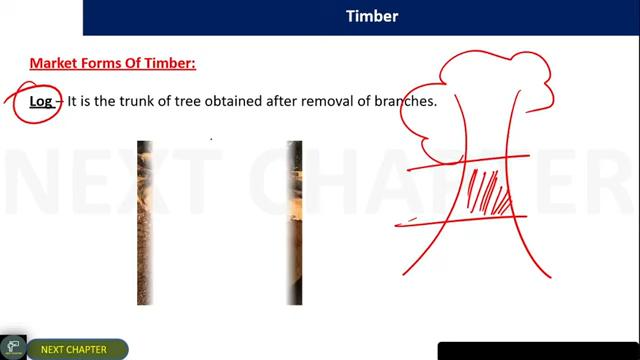 Timber
Market Forms Of Timber:
Log – It is the trunk of tree obtained after removal of branches.
NEXT CHAPTER
NEXT CHAPTER